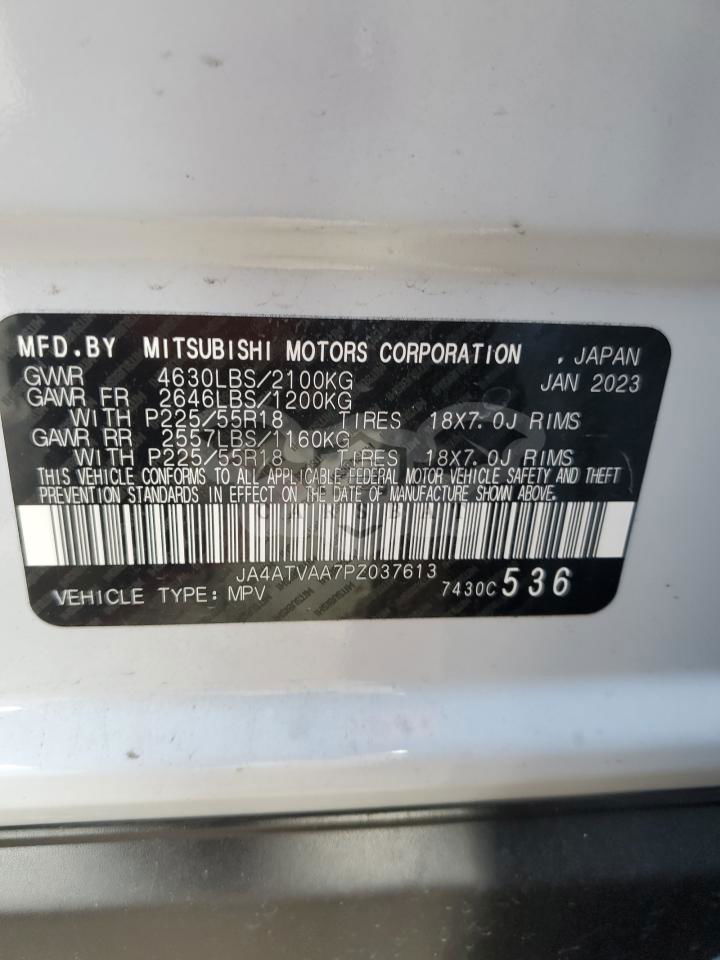 MFD.BY MITSUBISHI MOTORS CORPORATION , JAPAN
GVWR 4630LBS/2100KG JAN 2023
GAWR FR 2646LBS/1200KG
WITH P225/55R18 TIRES 18X7.0J RIMS
GAWR RR 2557LBS/1160KG
WITH P225/55R18 TIRES 18X7.0J RIMS
THIS VEHICLE CONFORMS TO ALL APPLICABLE FEDERAL MOTOR VEHICLE SAFETY AND THEFT
PREVENTION STANDARDS IN EFFECT ON THE DATE OF MANUFACTURE SHOWN ABOVE.
JA4ATVAA7PZ037613
VEHICLE TYPE: MPV 7430C 536